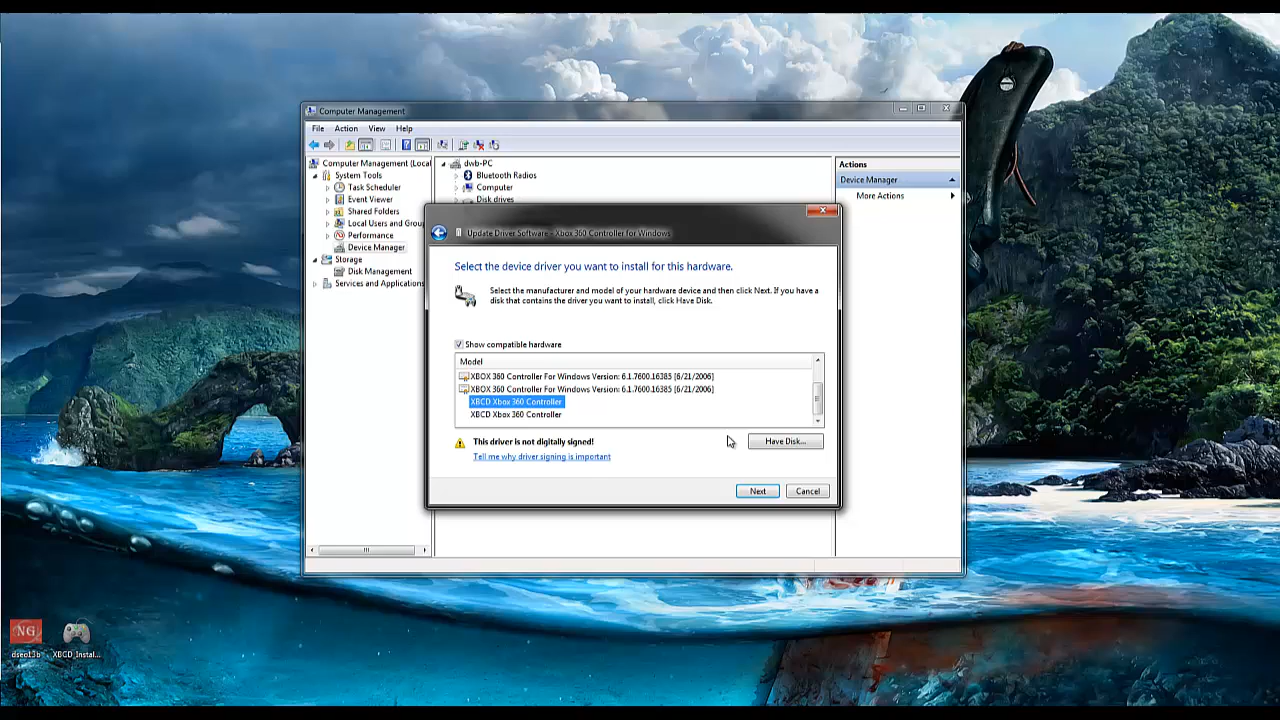 Computer Management
File Action View Help
Computer Management (Local
System Tools
Task Scheduler
Event Viewer
Shared Folders
Local Users and Group
Performance
Device Manager
Storage
Disk Management
Services and Applications
dwb-PC
Bluetooth Radios
Computer
Disk drives
Actions
Device Manager
More Actions
Update Driver Software - Xbox 360 Controller for Windows
Select the device driver you want to install for this hardware.
Select the manufacturer and model of your hardware device and then click Next. If you have a
disk that contains the driver you want to install, click Have Disk.
Show compatible hardware
Model
XBOX 360 Controller For Windows Version: 6.1.7600.16385 [6/21/2006]
XBOX 360 Controller For Windows Version: 6.1.7600.16385 [6/21/2006]
XBCD Xbox 360 Controller
XBCD Xbox 360 Controller
This driver is not digitally signed!
Have Disk...
Tell me why driver signing is important
Next Cancel
NG
dseo13b XBCD_Instal...